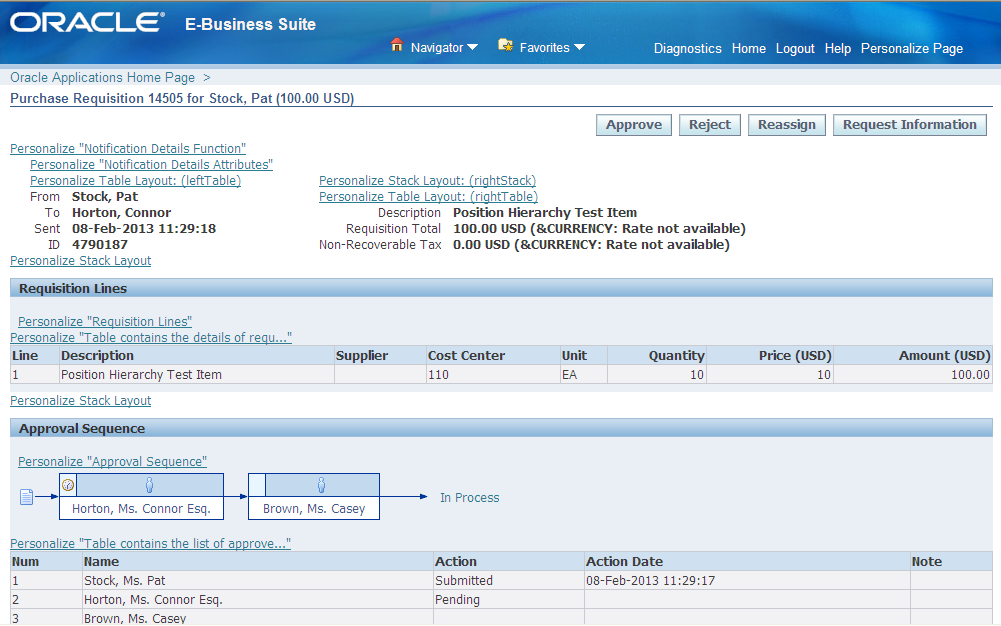 ORACLE® E-Business Suite
Navigator Favorites Diagnostics Home Logout Help Personalize Page
Oracle Applications Home Page >
Purchase Requisition 14505 for Stock, Pat (100.00 USD)
Approve Reject Reassign Request Information
Personalize "Notification Details Function"
Personalize "Notification Details Attributes"
Personalize Table Layout: (leftTable) Personalize Stack Layout: (rightStack)
From Stock, Pat Personalize Table Layout: (rightTable)
To Horton, Connor Description Position Hierarchy Test Item
Sent 08-Feb-2013 11:29:18 Requisition Total 100.00 USD (&CURRENCY: Rate not available)
ID 4790187 Non-Recoverable Tax 0.00 USD (&CURRENCY: Rate not available)
Personalize Stack Layout
Requisition Lines
Personalize "Requisition Lines"
Personalize "Table contains the details of requ..."
Line Description Supplier Cost Center Unit Quantity Price (USD) Amount (USD)
1 Position Hierarchy Test Item 110 EA 10 10 100.00
Personalize Stack Layout
Approval Sequence
Personalize "Approval Sequence"
Horton, Ms. Connor Esq. Brown, Ms. Casey In Process
Personalize "Table contains the list of approve..."
Num Name Action Action Date Note
1 Stock, Ms. Pat Submitted 08-Feb-2013 11:29:17
2 Horton, Ms. Connor Esq. Pending
3 Brown, Ms. Casey